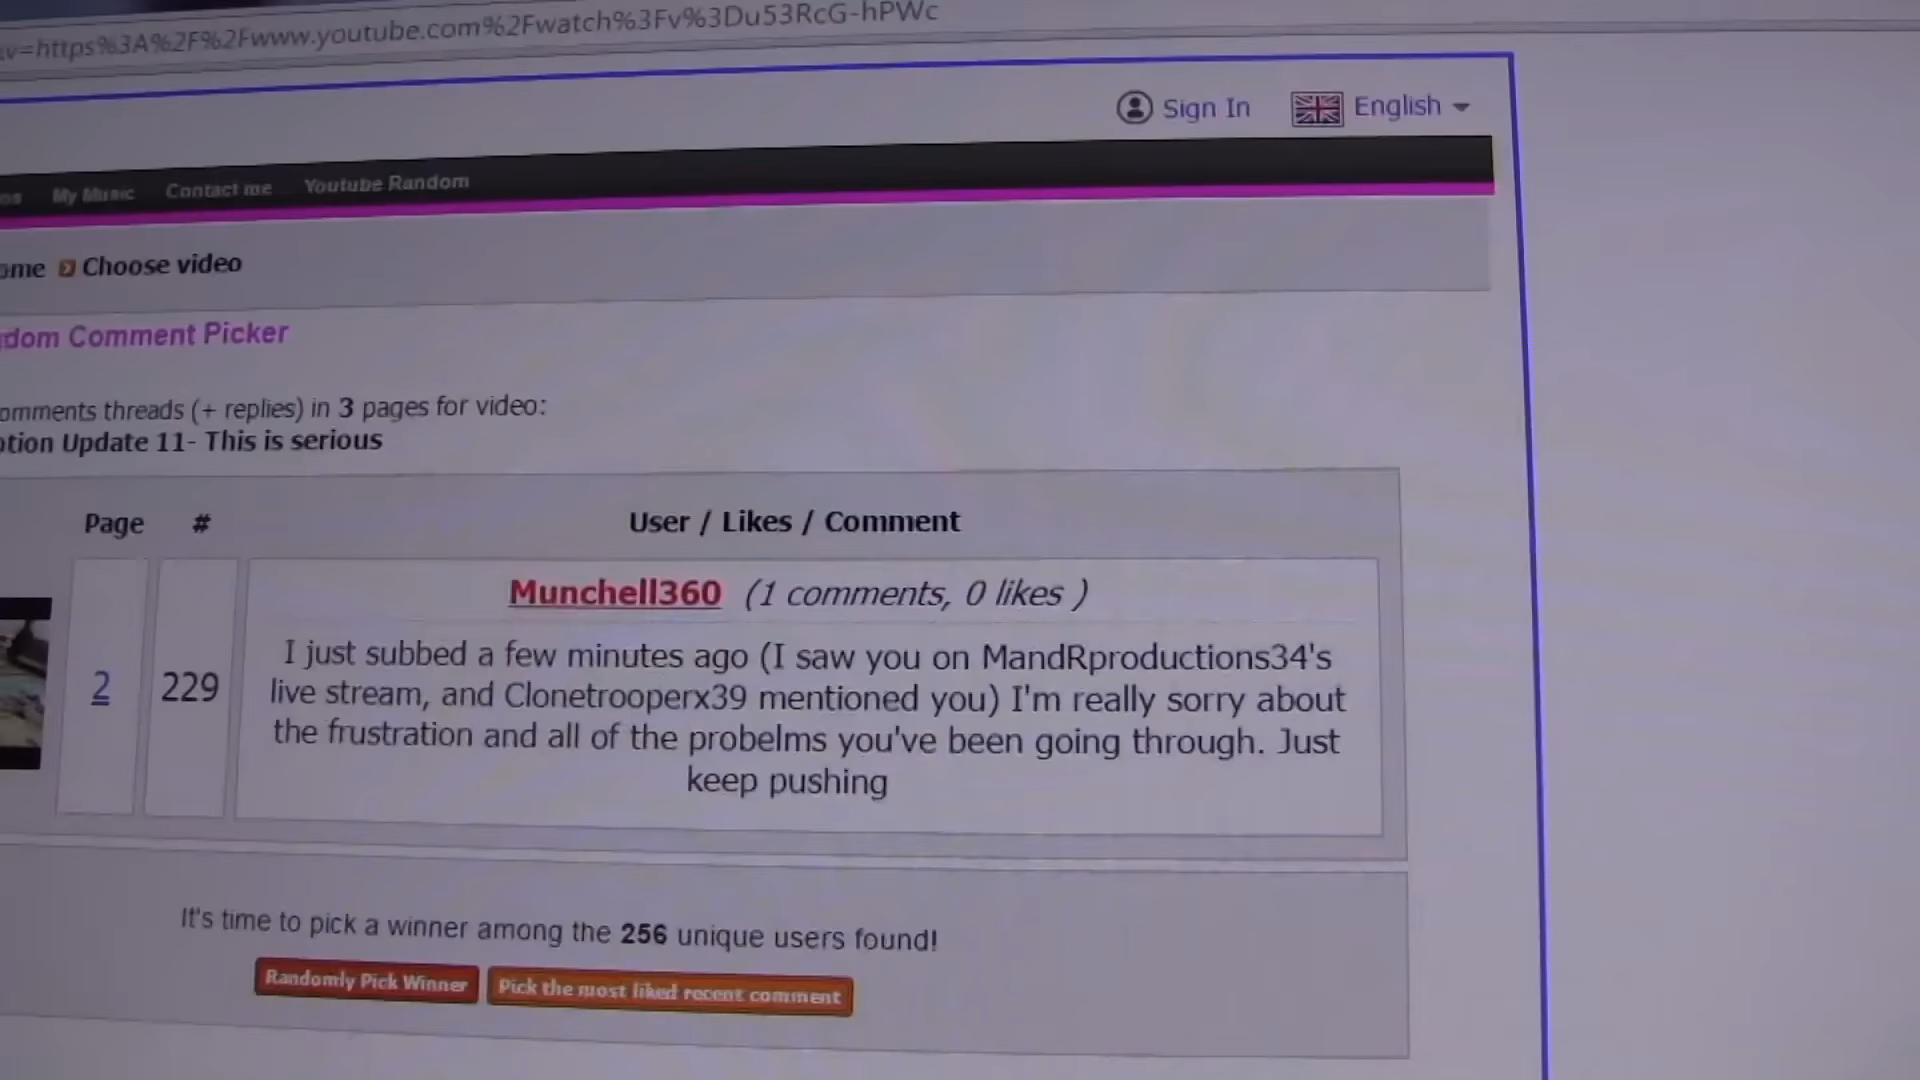 v=https%3A%2F%2Fwww.youtube.com%2Fwatch%3Fv%3Du53RcG-hPWc
Sign In English
os My Music Contact me Youtube Random
ome Choose video
dom Comment Picker
omments threads (+ replies) in 3 pages for video:
otion Update 11- This is serious
Page # User / Likes / Comment
Munchell360 (1 comments, 0 likes )
2 229
I just subbed a few minutes ago (I saw you on MandRproductions34's
live stream, and Clonetrooperx39 mentioned you) I'm really sorry about
the frustration and all of the probelms you've been going through. Just
keep pushing
It's time to pick a winner among the 256 unique users found!
Randomly Pick Winner Pick the most liked recent comment